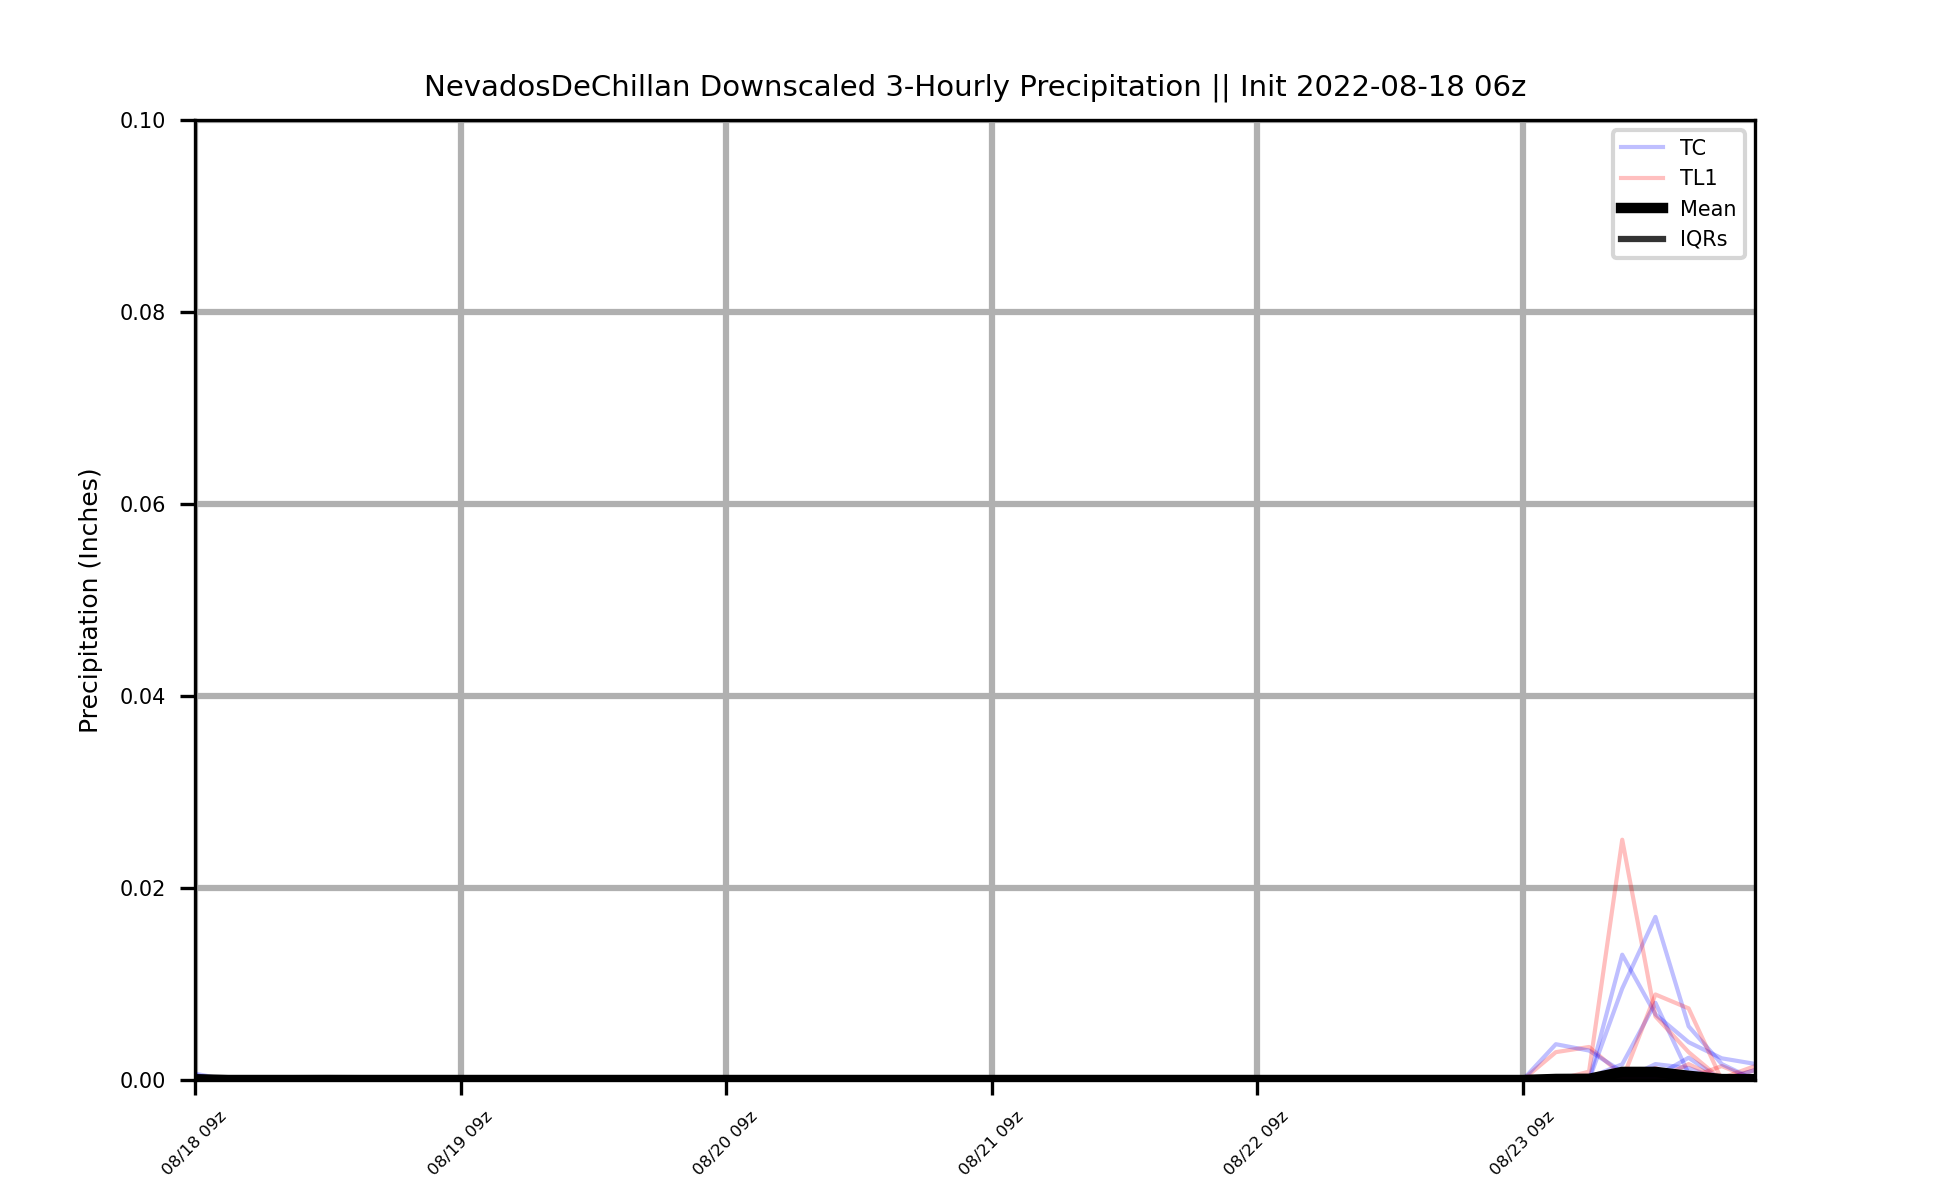 NevadosDeChillan Downscaled 3-Hourly Precipitation || Init 2022-08-18 06z
0.10
TC
TL1
Mean
IQRs
0.08
0.06
0.04
0.02
0.00
Precipitation (Inches)
08/18 09z
08/19 09z
08/20 09z
08/21 09z
08/22 09z
08/23 09z